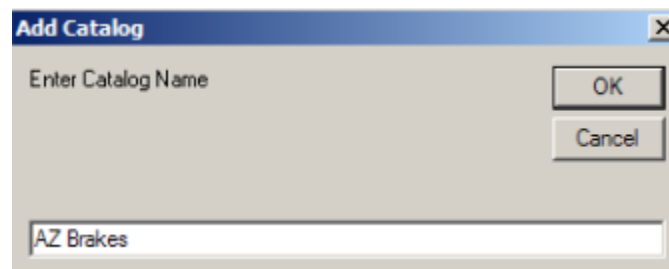 Add Catalog
Enter Catalog Name
OK
Cancel
AZ Brakes